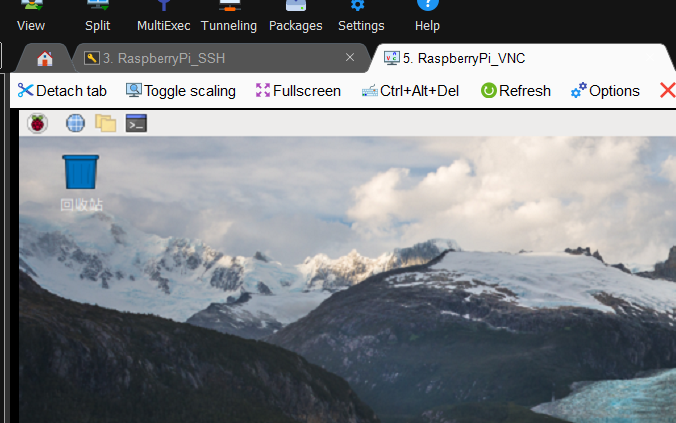 View Split MultiExec Tunneling Packages Settings Help
3. RaspberryPi_SSH 5. RaspberryPi_VNC
Detach tab Toggle scaling Fullscreen Ctrl+Alt+Del Refresh Options
回收站